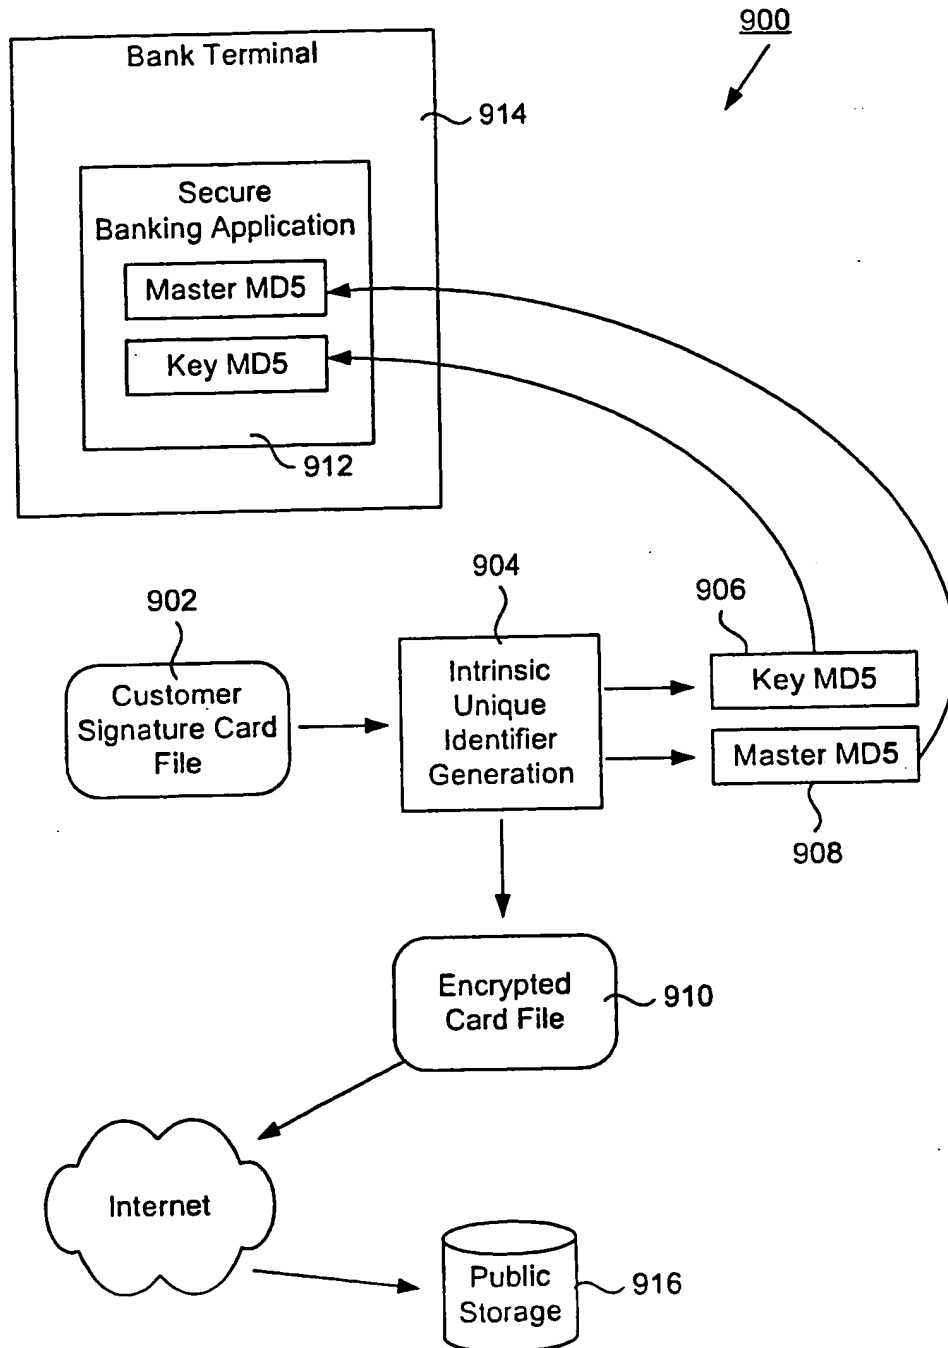 900
Bank Terminal
914
Secure
Banking Application
Master MD5
Key MD5
912
904
906
902
Customer
Signature Card
File
Intrinsic
Unique
Identifier
Generation
Key MD5
Master MD5
908
Encrypted
Card File
910
Internet
Public
Storage
916